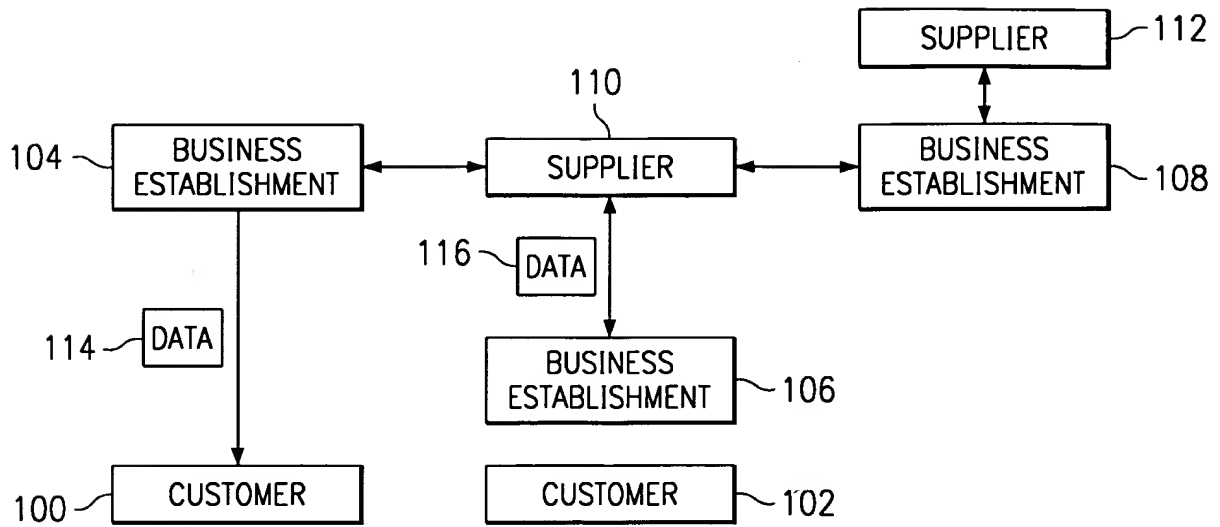 SUPPLIER
112
110
104
BUSINESS
ESTABLISHMENT
SUPPLIER
BUSINESS
ESTABLISHMENT
108
116
DATA
114
DATA
BUSINESS
ESTABLISHMENT
106
100
CUSTOMER
CUSTOMER
102